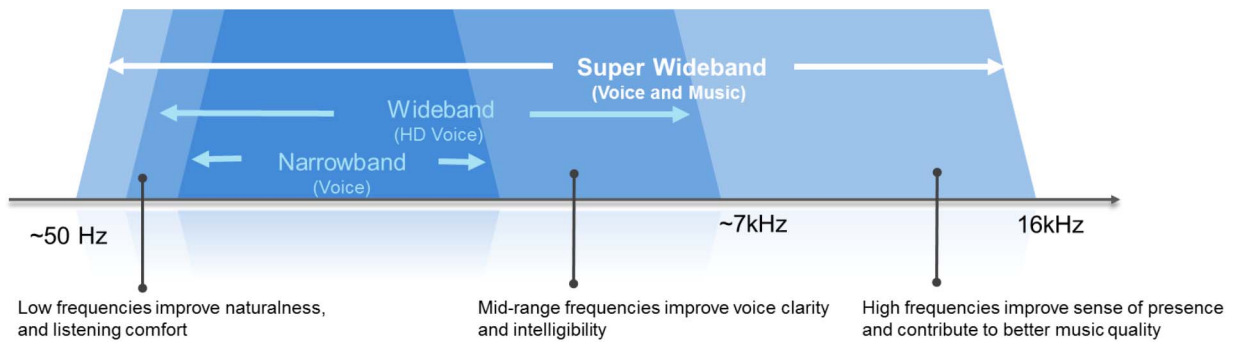 Super Wideband
(Voice and Music)
Wideband
(HD Voice)
Narrowband
(Voice)
~50 Hz
~7kHz
16kHz
Low frequencies improve naturalness,
and listening comfort
Mid-range frequencies improve voice clarity
and intelligibility
High frequencies improve sense of presence
and contribute to better music quality